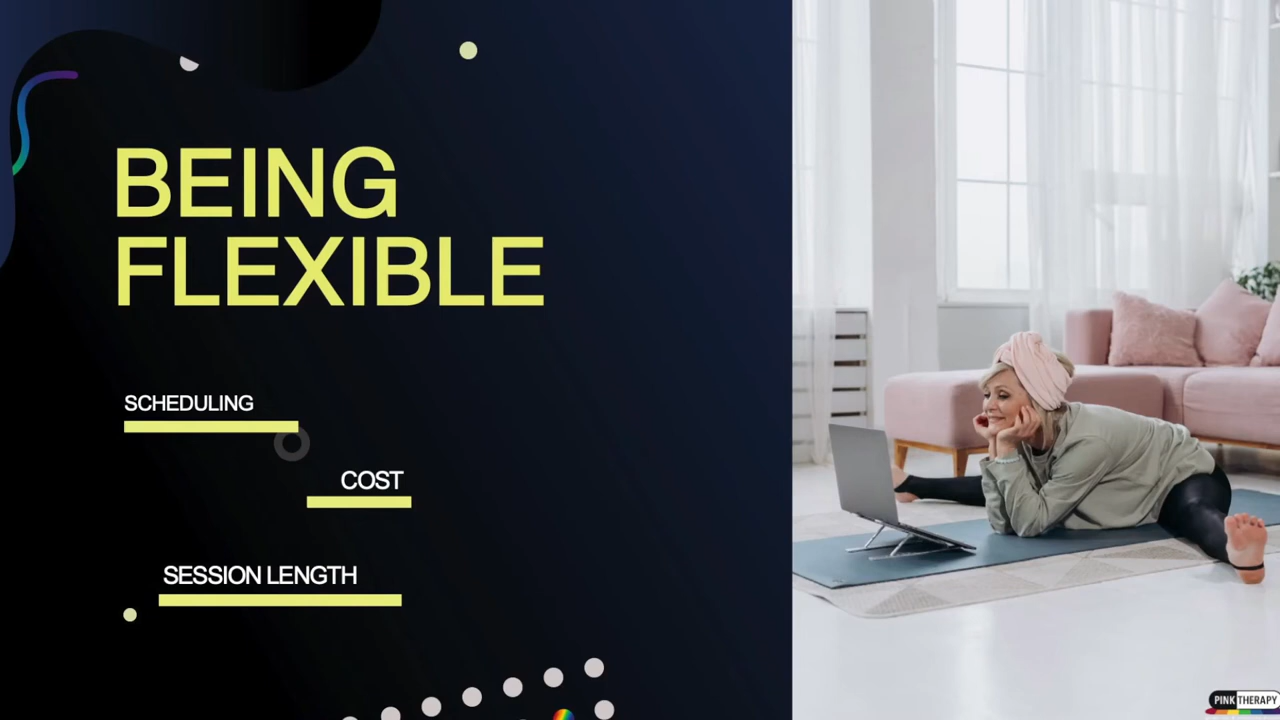 BEING
FLEXIBLE
SCHEDULING
COST
SESSION LENGTH
PINK THERAPY